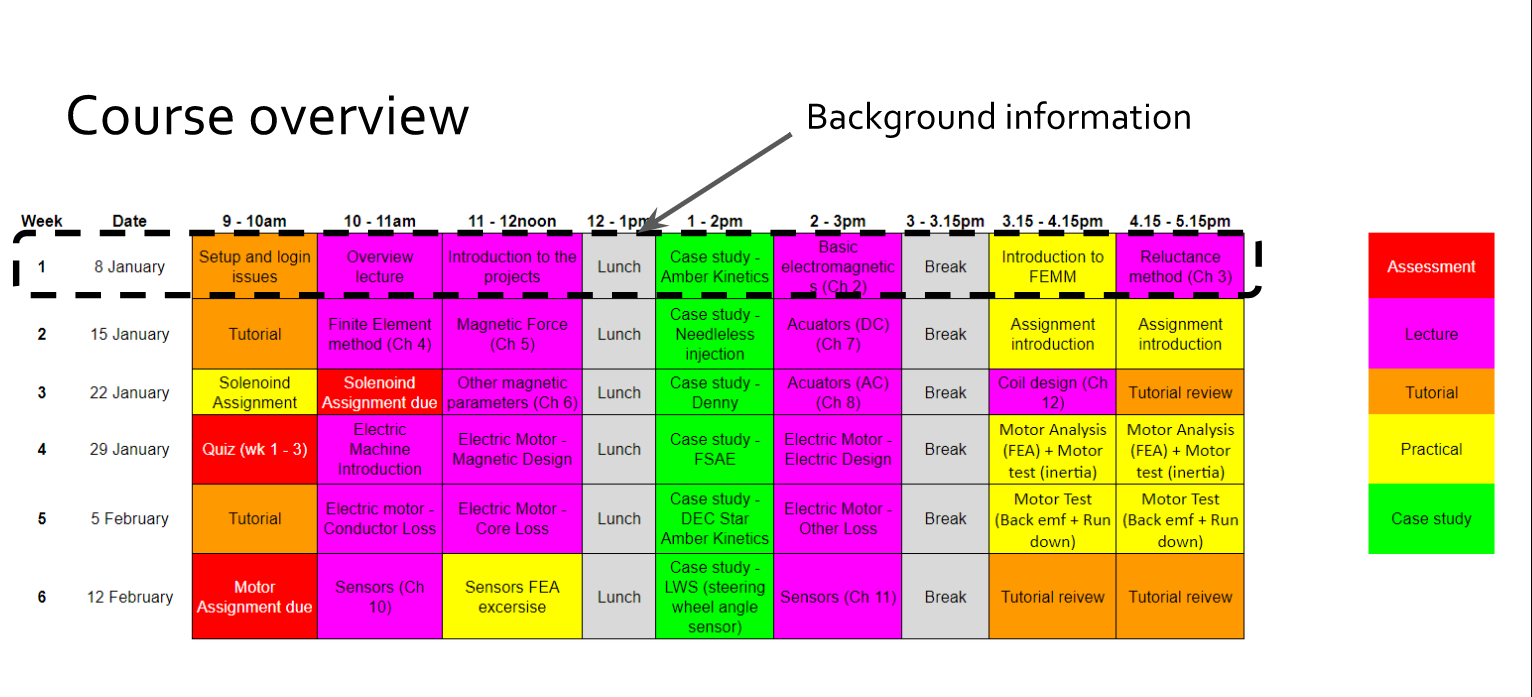 Course overview
Background information
Week Date 9 - 10am 10 - 11am 11 - 12noon 12 - 1pm 1 - 2pm 2 - 3pm 3 - 3.15pm 3.15 - 4.15pm 4.15 - 5.15pm
1
8 January
Setup and login
issues
Overview
lecture
Introduction to the
projects
Lunch
Case study -
Amber Kinetics
Basic
electromagnetic
s (Ch 2)
Break
Introduction to
FEMM
Reluctance
method (Ch 3)
2
15 January
Tutorial
Finite Element
method (Ch 4)
Magnetic Force
(Ch 5)
Lunch
Case study -
Needleless
injection
Acuators (DC)
(Ch 7)
Break
Assignment
introduction
Assignment
introduction
3
22 January
Solenoind
Assignment
Solenoind
Assignment due
Other magnetic
parameters (Ch 6)
Lunch
Case study -
Denny
Acuators (AC)
(Ch 8)
Break
Coil design (Ch
12)
Tutorial review
4
29 January
Quiz (wk 1 - 3)
Electric
Machine
Introduction
Electric Motor -
Magnetic Design
Lunch
Case study -
FSAE
Electric Motor -
Electric Design
Break
Motor Analysis
(FEA) + Motor
test (inertia)
Motor Analysis
(FEA) + Motor
test (inertia)
5
5 February
Tutorial
Electric motor -
Conductor Loss
Electric Motor -
Core Loss
Lunch
Case study -
DEC Star
Amber Kinetics
Electric Motor -
Other Loss
Break
Motor Test
(Back emf + Run
down)
Motor Test
(Back emf + Run
down)
6
12 February
Motor
Assignment due
Sensors (Ch
10)
Sensors FEA
excersise
Lunch
Case study -
LWS (steering
wheel angle
sensor)
Sensors (Ch 11)
Break
Tutorial reivew
Tutorial reivew
Assessment
Lecture
Tutorial
Practical
Case study